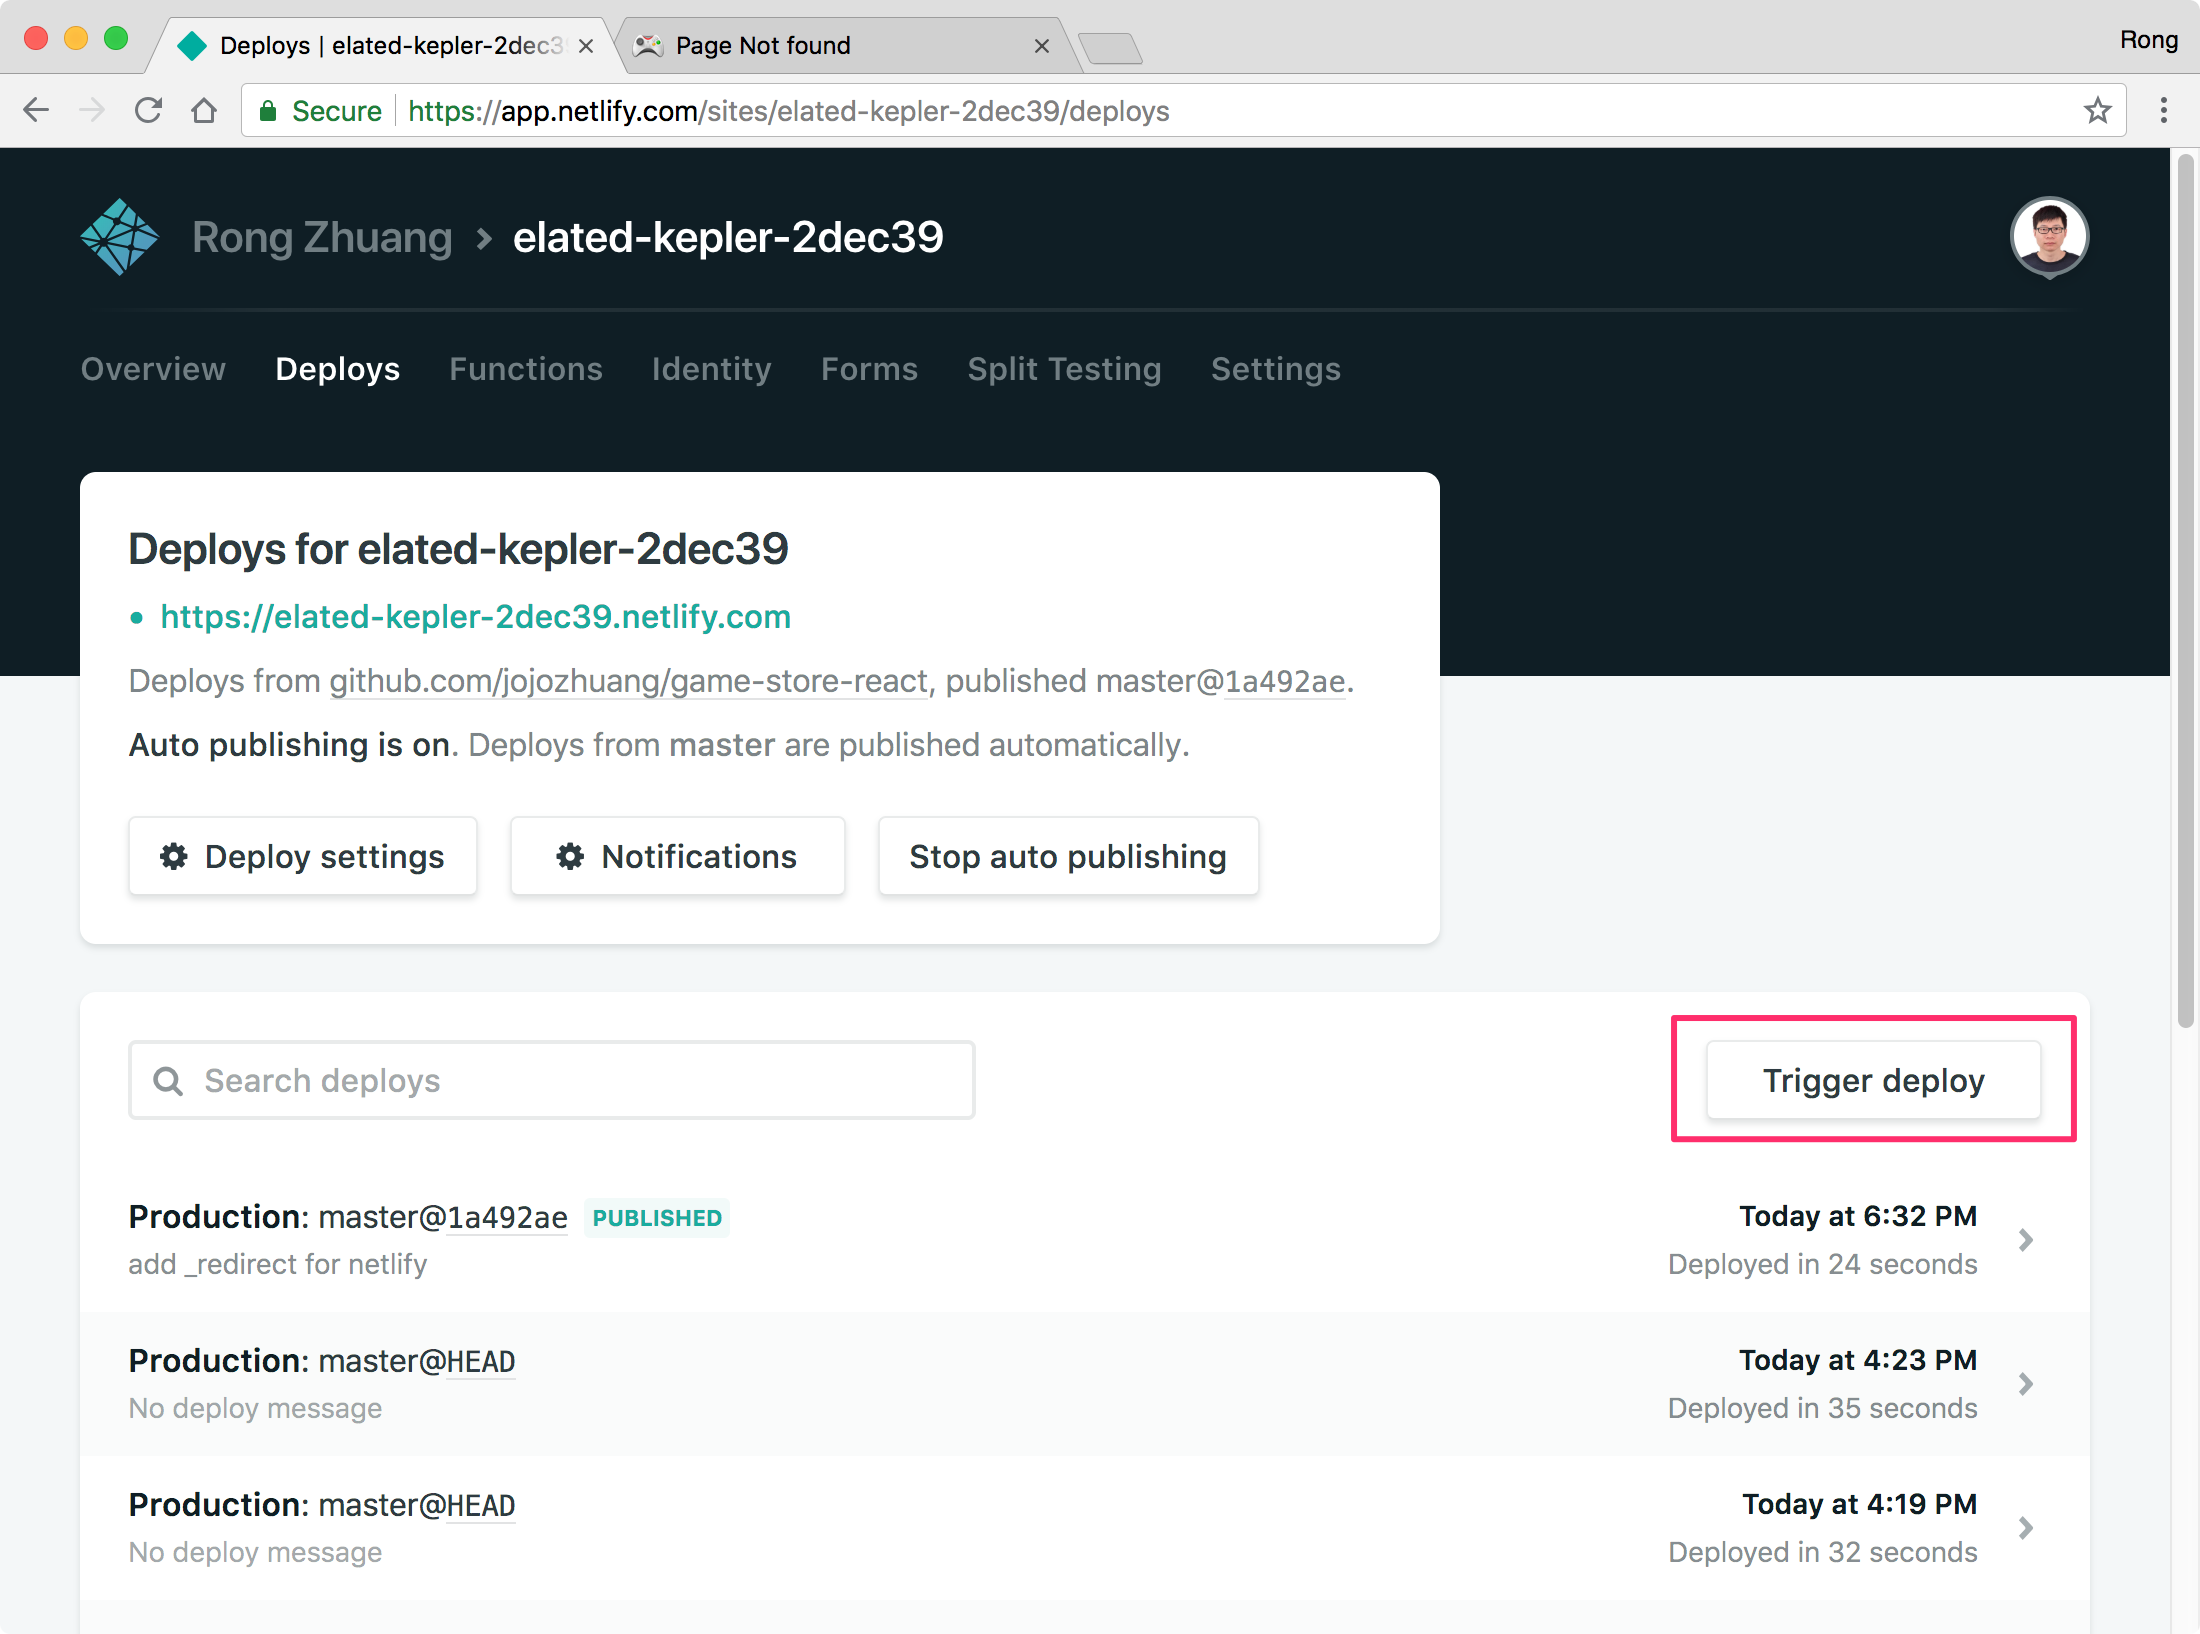 Deploys | elated-kepler-2dec3
Page Not found
Rong
Secure
https://app.netlify.com/sites/elated-kepler-2dec39/deploys
Rong Zhuang
elated-kepler-2dec39
Overview
Deploys
Functions
Identity
Forms
Split Testing
Settings
Deploys for elated-kepler-2dec39
https://elated-kepler-2dec39.netlify.com
Deploys from github.com/jojozhuang/game-store-react, published master@1a492ae.
Auto publishing is on. Deploys from master are published automatically.
Deploy settings
Notifications
Stop auto publishing
Search deploys
Trigger deploy
Production: master@1a492ae PUBLISHED
Today at 6:32 PM
add _redirect for netlify
Deployed in 24 seconds
Production: master@HEAD
Today at 4:23 PM
No deploy message
Deployed in 35 seconds
Production: master@HEAD
Today at 4:19 PM
No deploy message
Deployed in 32 seconds